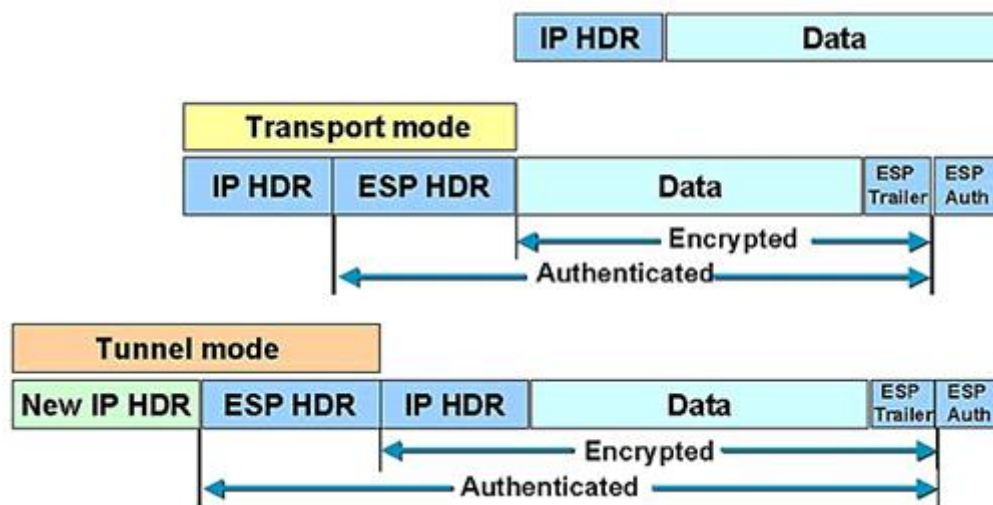 IP HDR Data
Transport mode
IP HDR ESP HDR Data ESP Trailer ESP Auth
Encrypted
Authenticated
Tunnel mode
New IP HDR ESP HDR IP HDR Data ESP Trailer ESP Auth
Encrypted
Authenticated